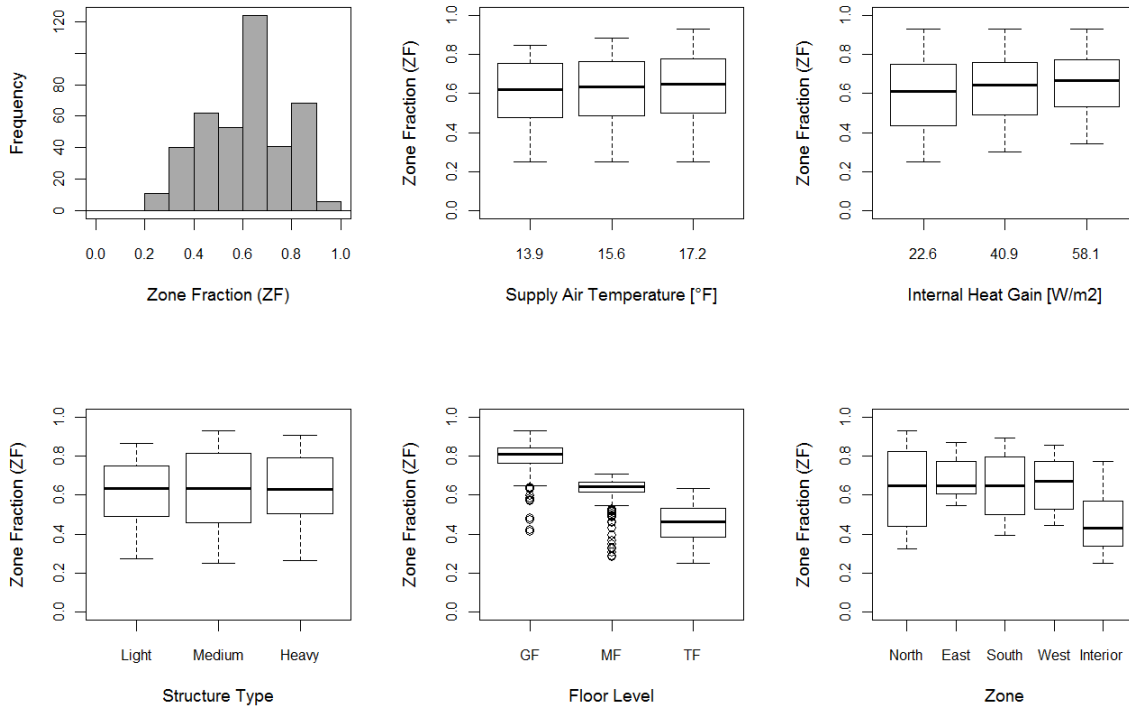 Frequency
0 20 40 60 80 120
0.0 0.2 0.4 0.6 0.8 1.0
Zone Fraction (ZF)
Zone Fraction (ZF)
0.0 0.2 0.4 0.6 0.8 1.0
13.9 15.6 17.2
Supply Air Temperature [°F]
Zone Fraction (ZF)
0.0 0.2 0.4 0.6 0.8 1.0
22.6 40.9 58.1
Internal Heat Gain [W/m2]
Zone Fraction (ZF)
0.0 0.2 0.4 0.6 0.8 1.0
Light Medium Heavy
Structure Type
Zone Fraction (ZF)
0.0 0.2 0.4 0.6 0.8 1.0
GF MF TF
Floor Level
Zone Fraction (ZF)
0.0 0.2 0.4 0.6 0.8 1.0
North East South West Interior
Zone